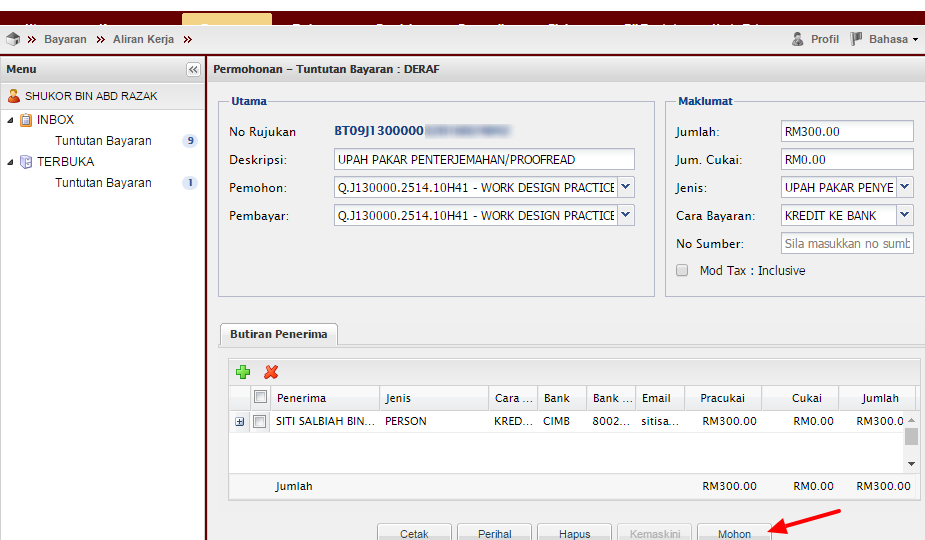 Bayaran » Aliran Kerja »
Profil Bahasa
Menu
Permohonan – Tuntutan Bayaran : DERAF
SHUKOR BIN ABD RAZAK
INBOX
Tuntutan Bayaran 9
TERBUKA
Tuntutan Bayaran 1
Utama
No Rujukan BT09J1300000
Deskripsi: UPAH PAKAR PENTERJEMAHAN/PROOFREAD
Pemohon: Q.J130000.2514.10H41 - WORK DESIGN PRACTICE
Pembayar: Q.J130000.2514.10H41 - WORK DESIGN PRACTICE
Maklumat
Jumlah: RM300.00
Jum. Cukai: RM0.00
Jenis: UPAH PAKAR PENYE
Cara Bayaran: KREDIT KE BANK
No Sumber: Sila masukkan no sumb
Mod Tax : Inclusive
Butiran Penerima
Penerima Jenis Cara ... Bank Bank ... Email Pracukai Cukai Jumlah
SITI SALBIAH BIN... PERSON KRED... CIMB 8002... sitisa... RM300.00 RM0.00 RM300.0
Jumlah RM300.00 RM0.00 RM300.00
Cetak Perihal Hapus Kemaskini Mohon